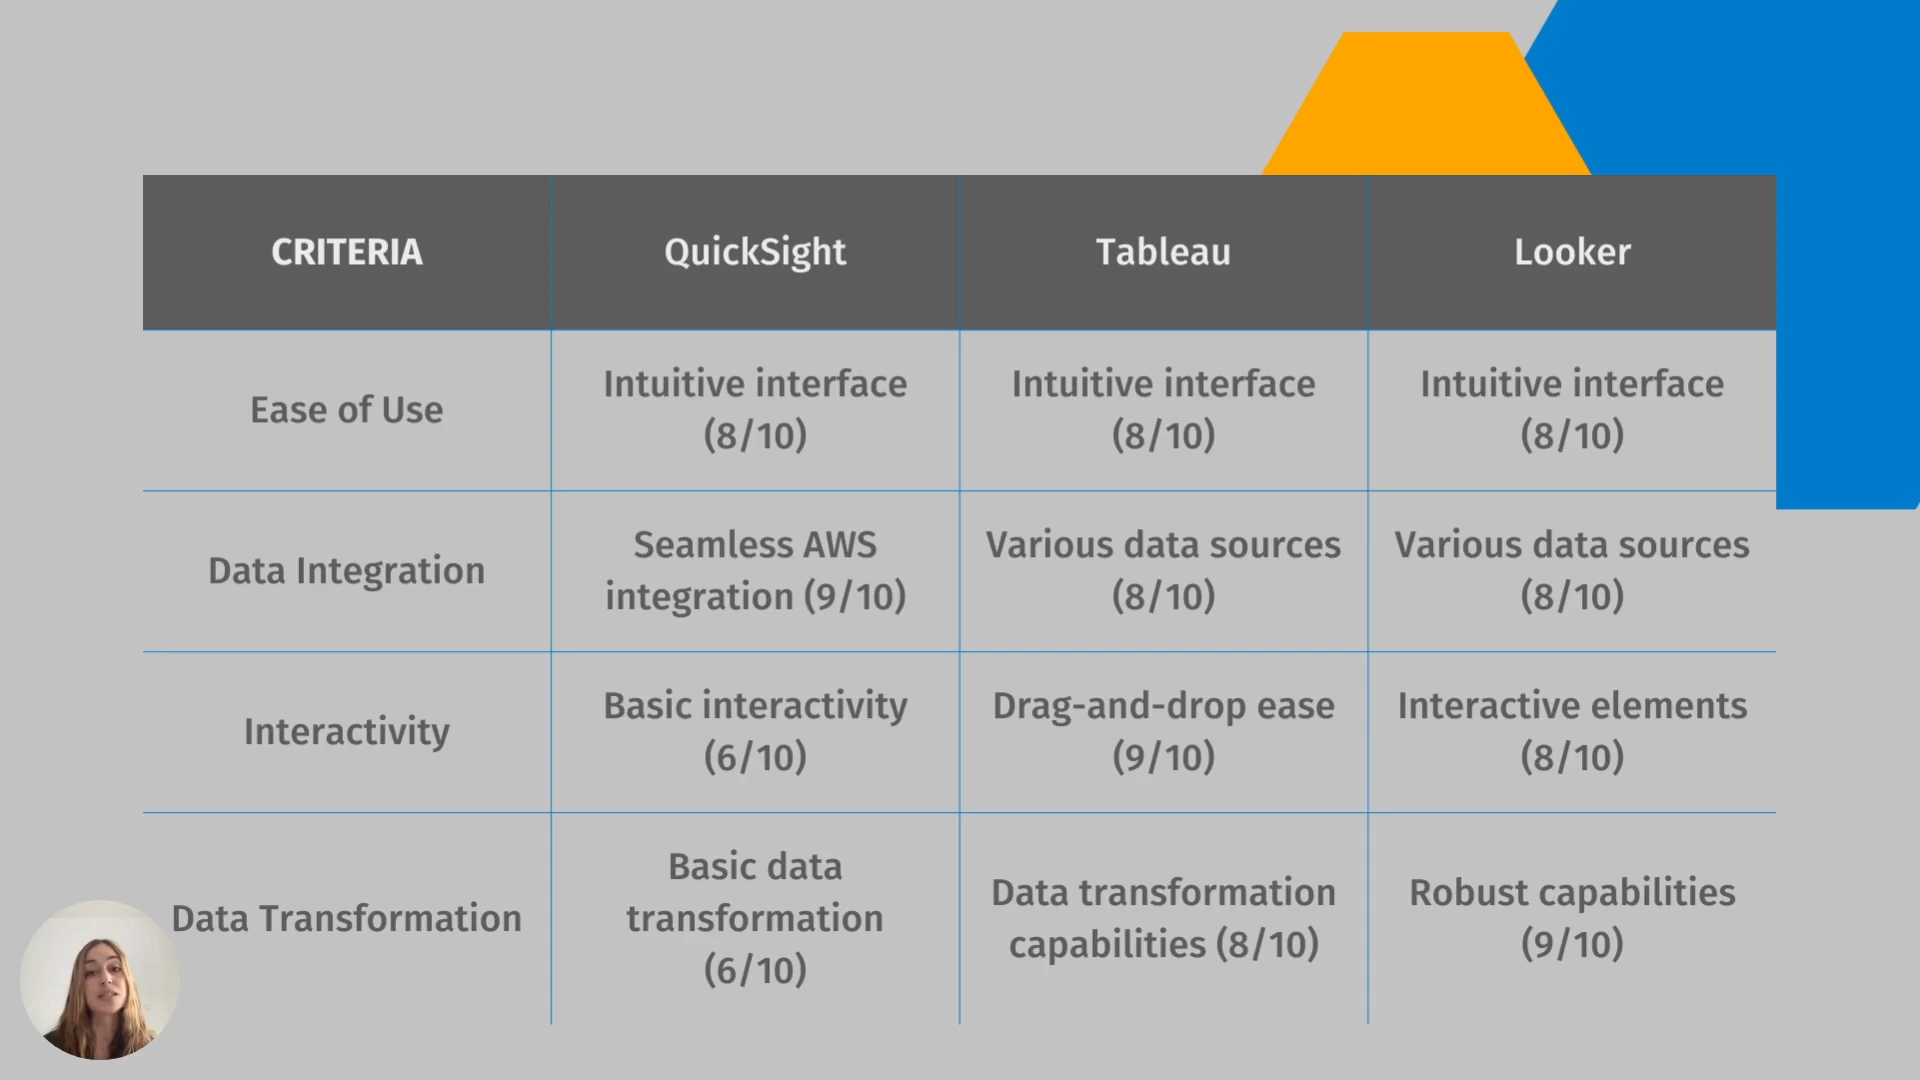 CRITERIA
QuickSight
Tableau
Looker
Ease of Use
Intuitive interface
(8/10)
Intuitive interface
(8/10)
Intuitive interface
(8/10)
Data Integration
Seamless AWS
integration (9/10)
Various data sources
(8/10)
Various data sources
(8/10)
Interactivity
Basic interactivity
(6/10)
Drag-and-drop ease
(9/10)
Interactive elements
(8/10)
Data Transformation
Basic data
transformation
(6/10)
Data transformation
capabilities (8/10)
Robust capabilities
(9/10)